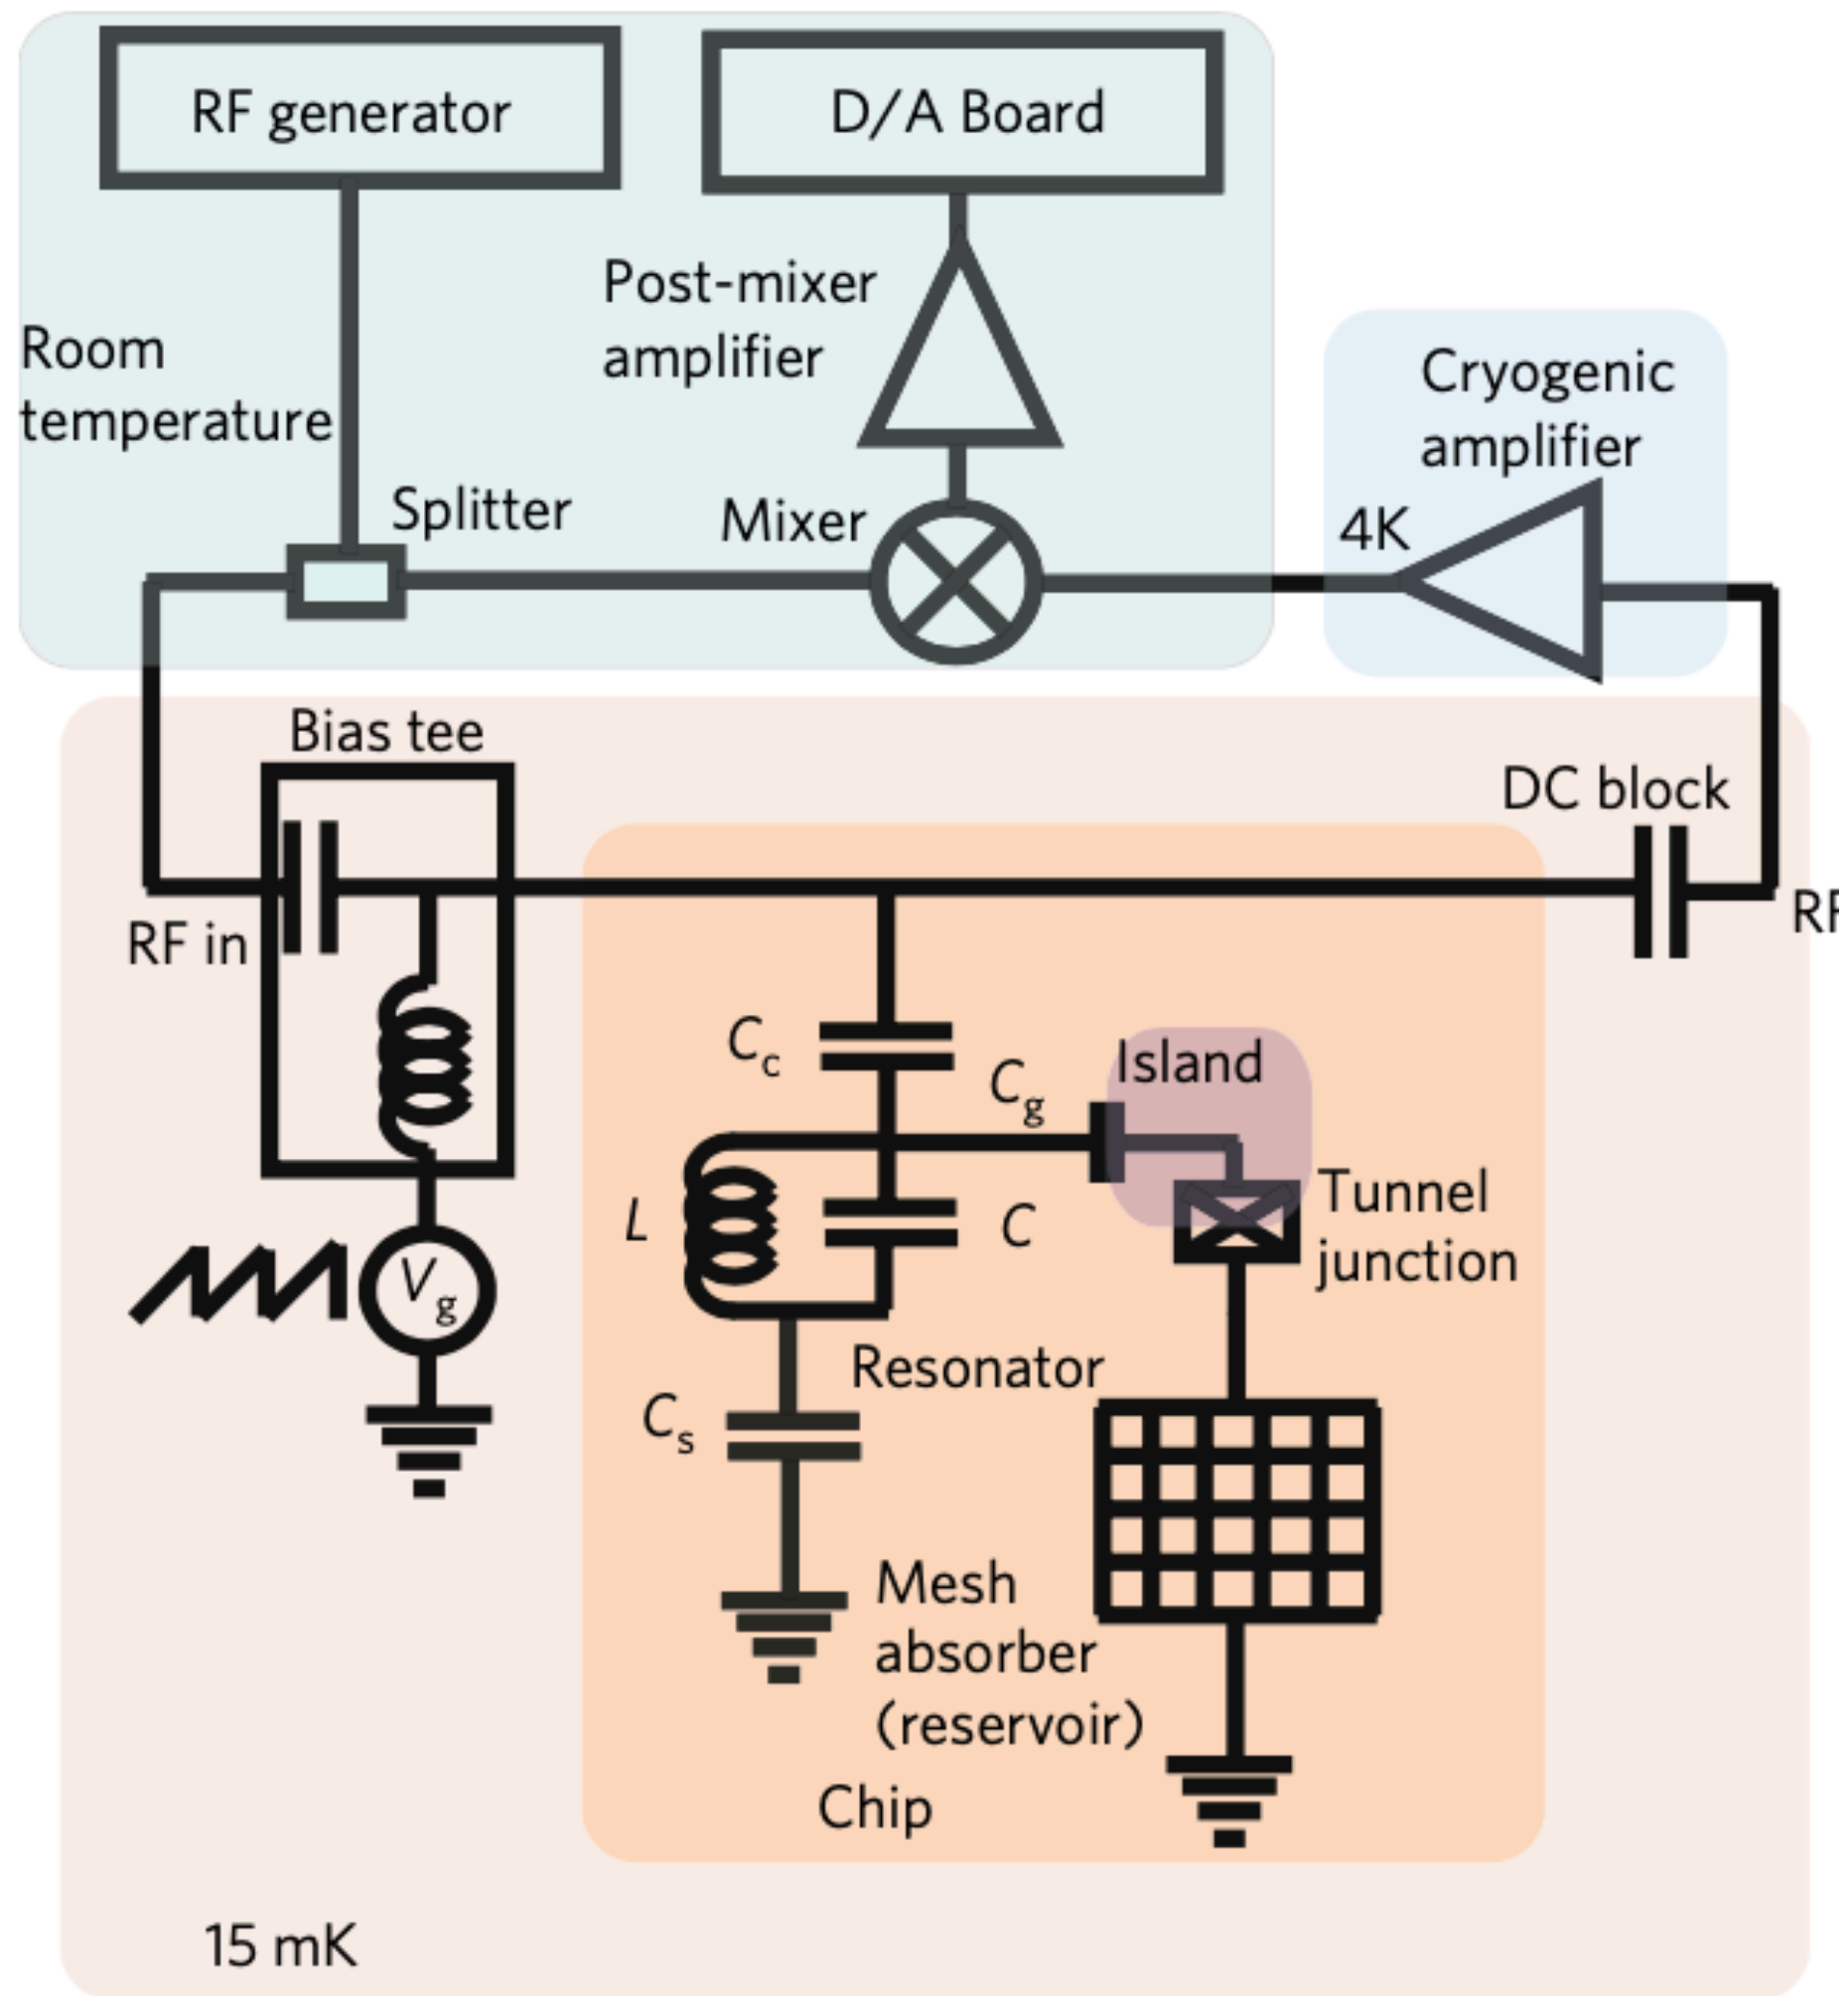 RF generator
D/A Board
Post-mixer
amplifier
Room
temperature
Cryogenic
amplifier
Splitter
Mixer
4K
Bias tee
DC block
RF in
RF
C
c
C
g
Island
L
C
Tunnel
junction
V
g
Resonator
C
s
Mesh
absorber
(reservoir)
Chip
15 mK